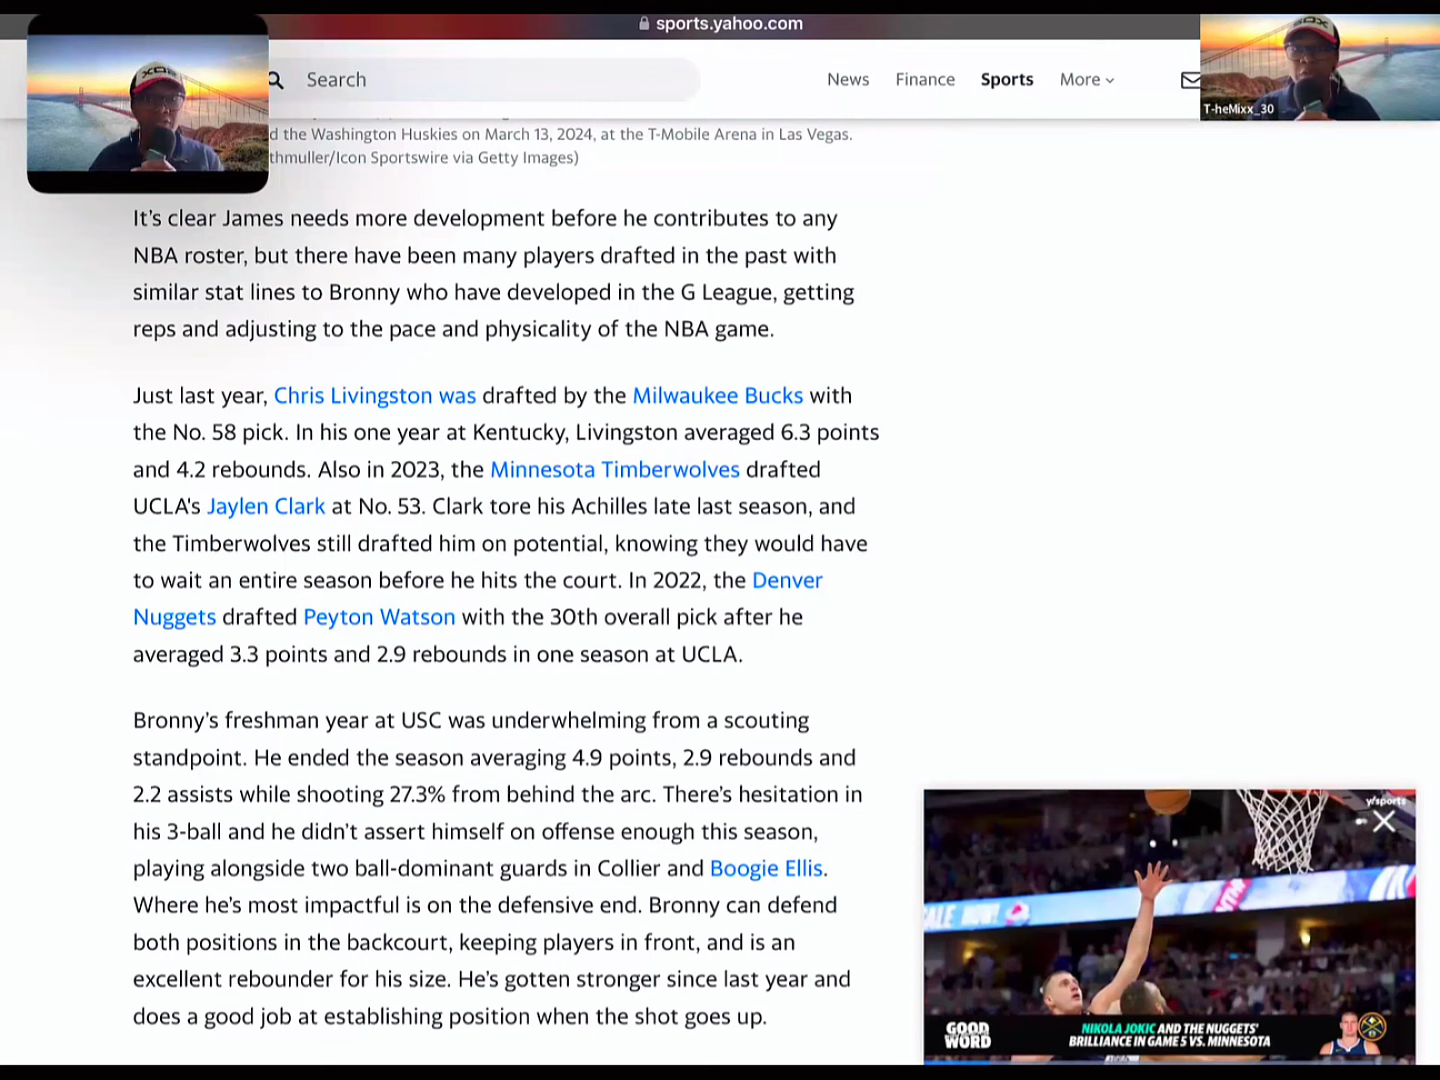 sports.yahoo.com
Search
News
Finance
Sports
More
T-heMixx_30
d the Washington Huskies on March 13, 2024, at the T-Mobile Arena in Las Vegas.
thmuller/Icon Sportswire via Getty Images)
It's clear James needs more development before he contributes to any
NBA roster, but there have been many players drafted in the past with
similar stat lines to Bronny who have developed in the G League, getting
reps and adjusting to the pace and physicality of the NBA game.
Just last year, Chris Livingston was drafted by the Milwaukee Bucks with
the No. 58 pick. In his one year at Kentucky, Livingston averaged 6.3 points
and 4.2 rebounds. Also in 2023, the Minnesota Timberwolves drafted
UCLA's Jaylen Clark at No. 53. Clark tore his Achilles late last season, and
the Timberwolves still drafted him on potential, knowing they would have
to wait an entire season before he hits the court. In 2022, the Denver
Nuggets drafted Peyton Watson with the 30th overall pick after he
averaged 3.3 points and 2.9 rebounds in one season at UCLA.
Bronny's freshman year at USC was underwhelming from a scouting
standpoint. He ended the season averaging 4.9 points, 2.9 rebounds and
2.2 assists while shooting 27.3% from behind the arc. There's hesitation in
his 3-ball and he didn't assert himself on offense enough this season,
playing alongside two ball-dominant guards in Collier and Boogie Ellis.
Where he's most impactful is on the defensive end. Bronny can defend
both positions in the backcourt, keeping players in front, and is an
excellent rebounder for his size. He's gotten stronger since last year and
does a good job at establishing position when the shot goes up.
y/sports
GOOD
WORD
NIKOLA JOKIC AND THE NUGGETS'
BRILLIANCE IN GAME 5 VS. MINNESOTA